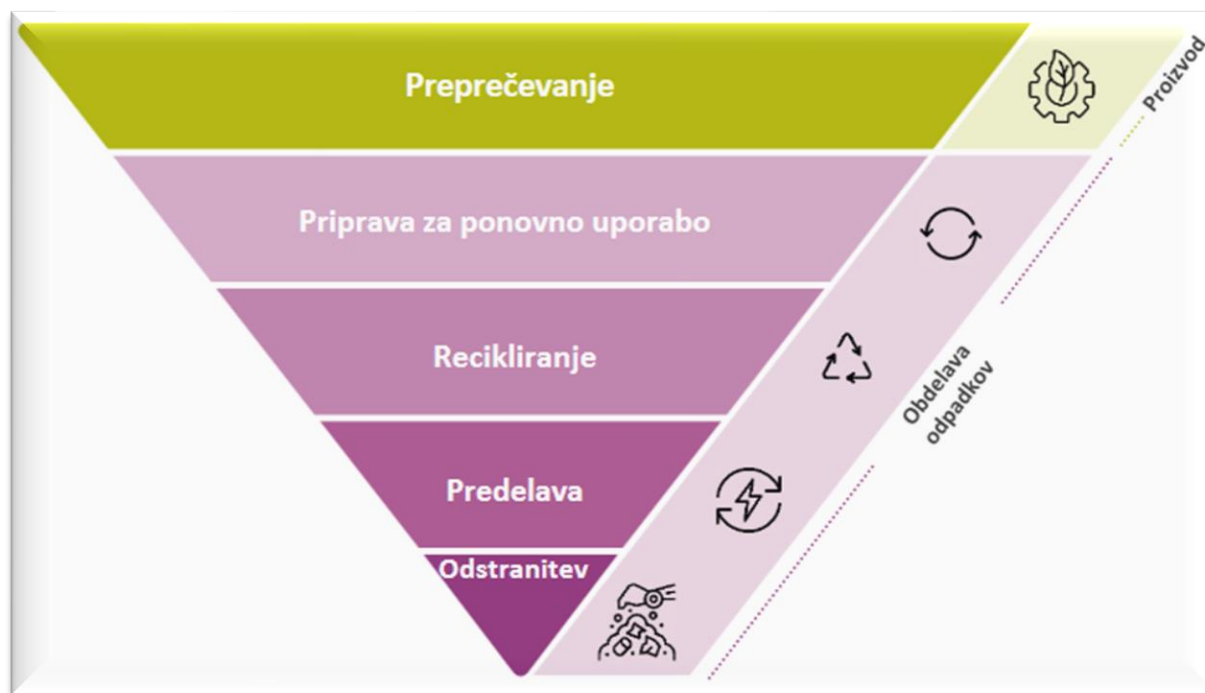 Preprečevanje
Proizvod
Priprava za ponovno uporabo
Recikliranje
Obdelava
odpadkov
Predelava
Odstranitev